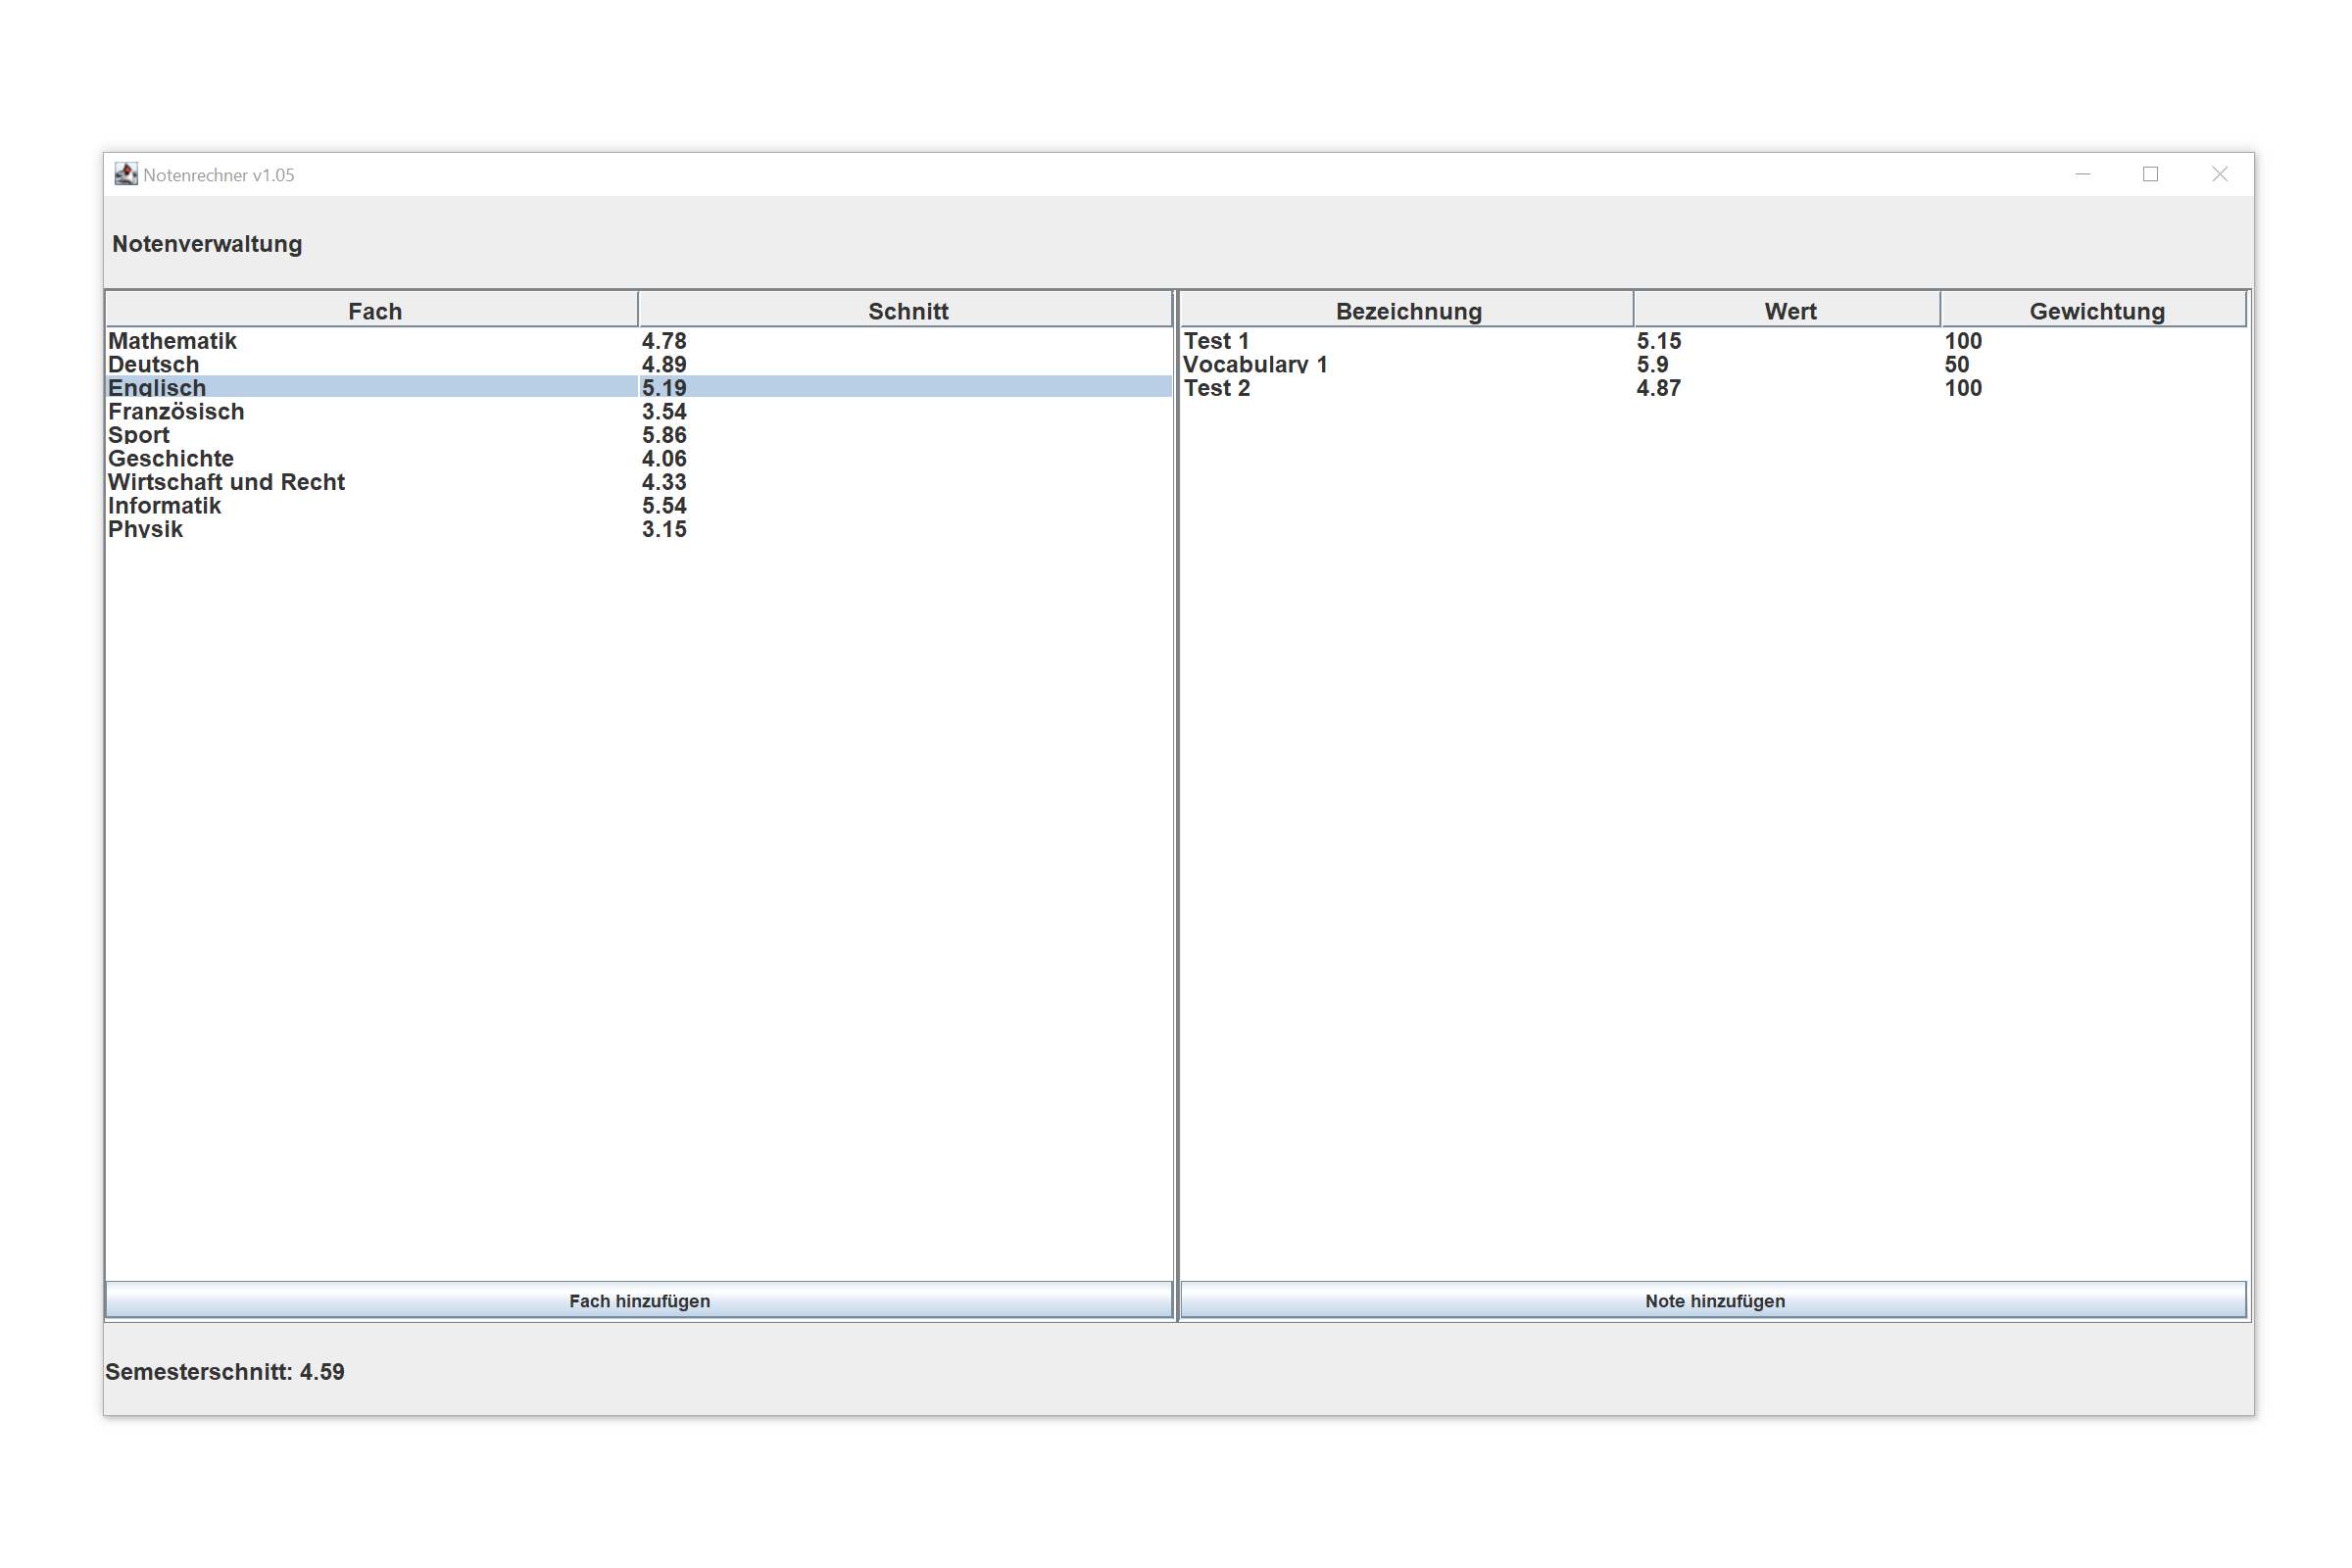 Notenrechner v1.05
Notenverwaltung
Fach Schnitt
Mathematik 4.78
Deutsch 4.89
Englisch 5.19
Französisch 3.54
Sport 5.86
Geschichte 4.06
Wirtschaft und Recht 4.33
Informatik 5.54
Physik 3.15
Fach hinzufügen
Bezeichnung Wert Gewichtung
Test 1 5.15 100
Vocabulary 1 5.9 50
Test 2 4.87 100
Note hinzufügen
Semesterschnitt: 4.59